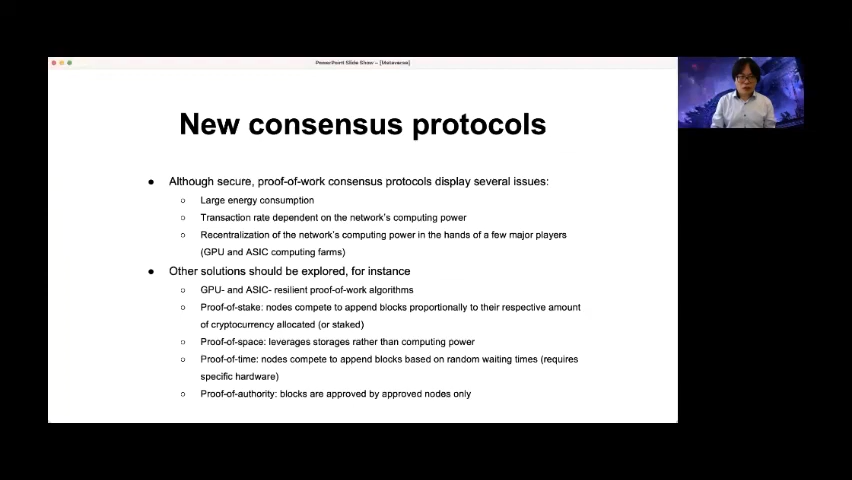 PowerPoint Slide Show - [Metaverse]
New consensus protocols
● Although secure, proof-of-work consensus protocols display several issues:
○ Large energy consumption
○ Transaction rate dependent on the network's computing power
○ Recentralization of the network's computing power in the hands of a few major players
(GPU and ASIC computing farms)
● Other solutions should be explored, for instance
○ GPU- and ASIC- resilient proof-of-work algorithms
○ Proof-of-stake: nodes compete to append blocks proportionally to their respective amount
of cryptocurrency allocated (or staked)
○ Proof-of-space: leverages storages rather than computing power
○ Proof-of-time: nodes compete to append blocks based on random waiting times (requires
specific hardware)
○ Proof-of-authority: blocks are approved by approved nodes only